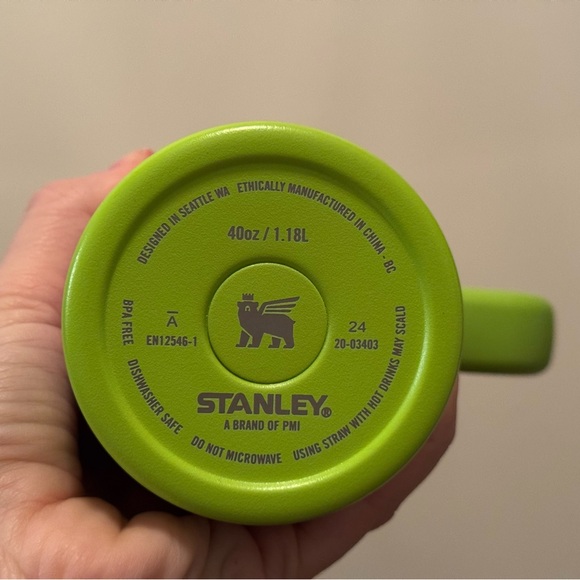 DESIGNED IN SEATTLE WA ETHICALLY MANUFACTURED IN CHINA - BC
40oz / 1.18L
A
EN12546-1
24
20-03403
STANLEY®
A BRAND OF PMI
BPA FREE DISHWASHER SAFE DO NOT MICROWAVE USING STRAW WITH HOT DRINKS MAY SCALD